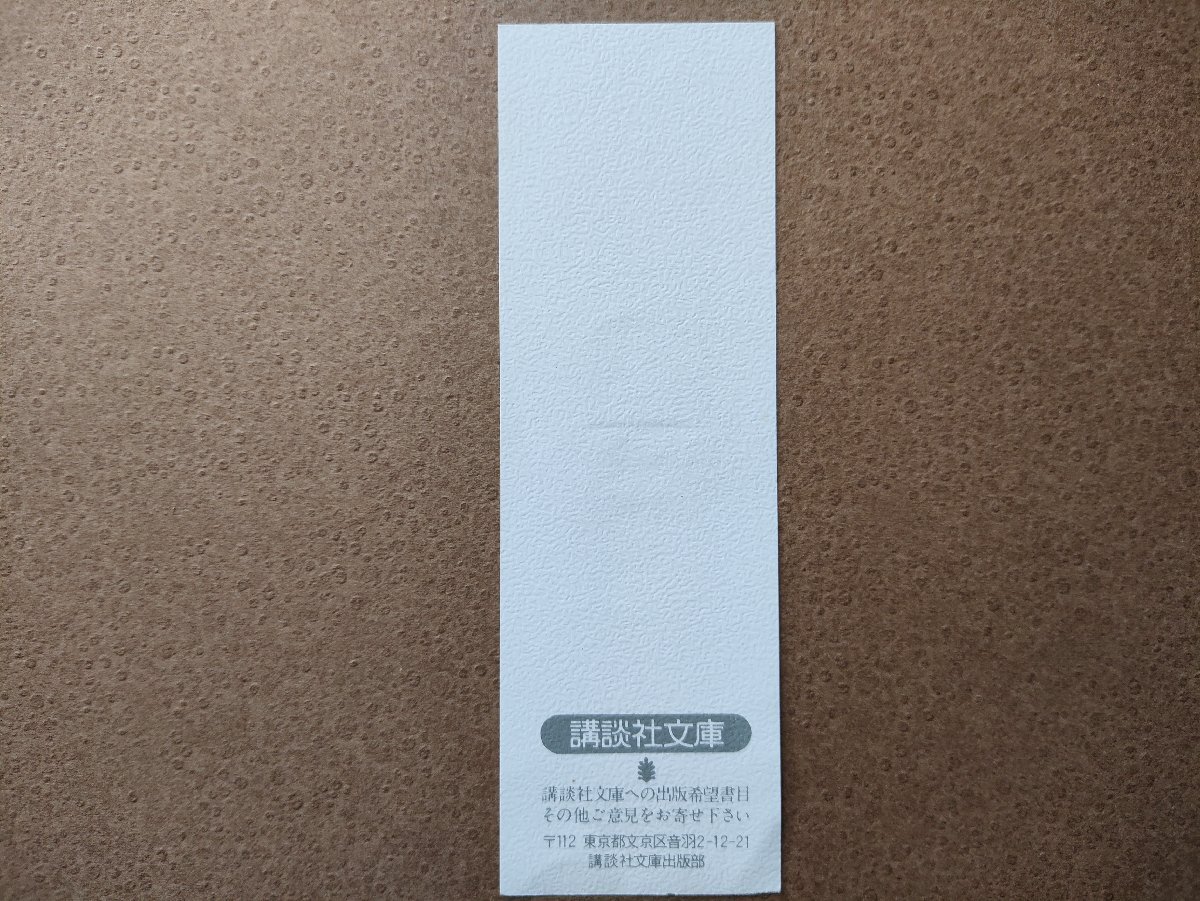 講談社文庫
講談社文庫への出版希望書目
その他ご意見をお寄せ下さい
〒112 東京都文京区音羽2-12-21
講談社文庫出版部